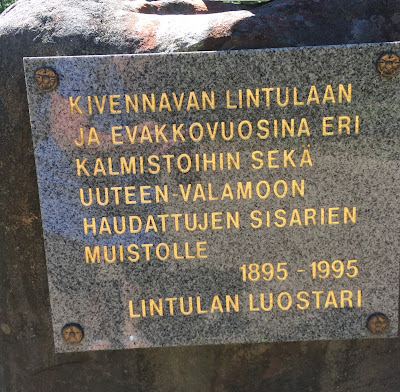 KIVENNAVAN LINTULAAN
JA EVAKKOVUOSINA ERI
KALMISTOIHIN SEKÄ
UUTEEN-VALAMOON
HAUDATTUJEN SISARIEN
MUISTOLLE
1895 - 1995
LINTULAN LUOSTARI